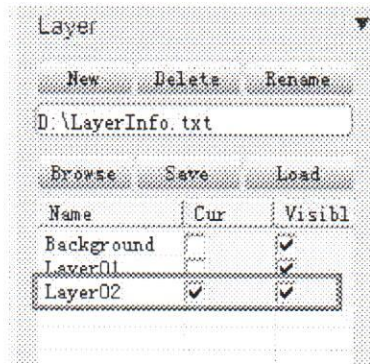 Layer
New Delete Rename
D:\LayerInfo.txt
Browse Save Load
Name Cur Visibl
Background
Layer01
Layer02